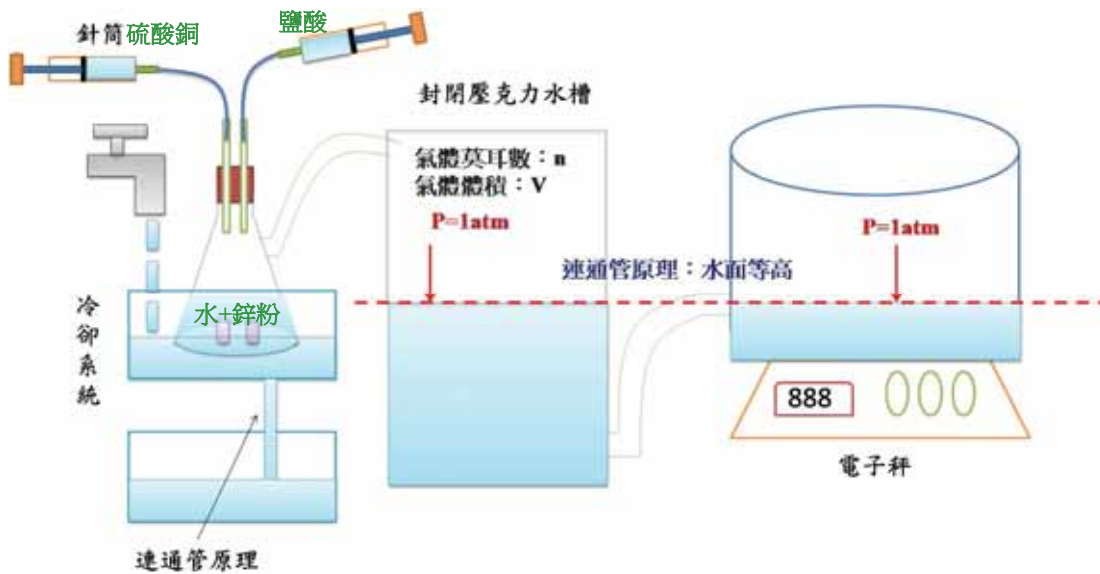 針筒 硫酸銅
鹽酸
封閉壓克力水槽
氣體莫耳數：n
氣體體積：V
P=1atm
P=1atm
連通管原理：水面等高
水+鋅粉
冷卻系統
888
電子秤
連通管原理